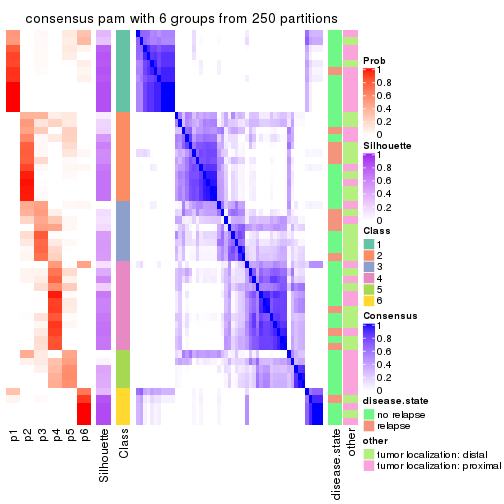 consensus pam with 6 groups from 250 partitions
Prob
1
0.8
0.6
0.4
0.2
0
Silhouette
1
0.8
0.6
0.4
0.2
0
Class
1
2
3
4
5
6
Consensus
1
0.8
0.6
0.4
0.2
0
disease.state
no relapse
relapse
other
tumor localization: distal
tumor localization: proximal
p1
p2
p3
p4
p5
p6
Silhouette
Class
disease.state
other